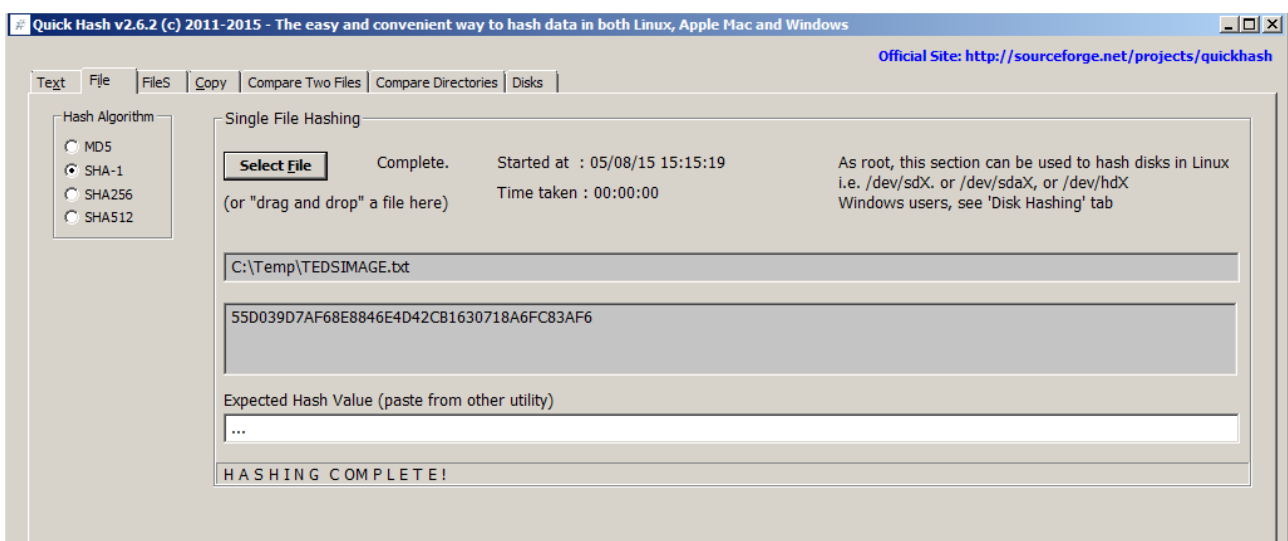 # Quick Hash v2.6.2 (c) 2011-2015 - The easy and convenient way to hash data in both Linux, Apple Mac and Windows
Official Site: http://sourceforge.net/projects/quickhash
Text File FileS Copy Compare Two Files Compare Directories Disks
Hash Algorithm
MD5
SHA-1
SHA256
SHA512
Single File Hashing
Select File Complete. Started at : 05/08/15 15:15:19
(or "drag and drop" a file here) Time taken : 00:00:00
As root, this section can be used to hash disks in Linux
i.e. /dev/sdX. or /dev/sdaX, or /dev/hdX
Windows users, see 'Disk Hashing' tab
C:\Temp\TEDSIMAGE.txt
55D039D7AF68E8846E4D42CB1630718A6FC83AF6
Expected Hash Value (paste from other utility)
...
HASHING COMPLETE!